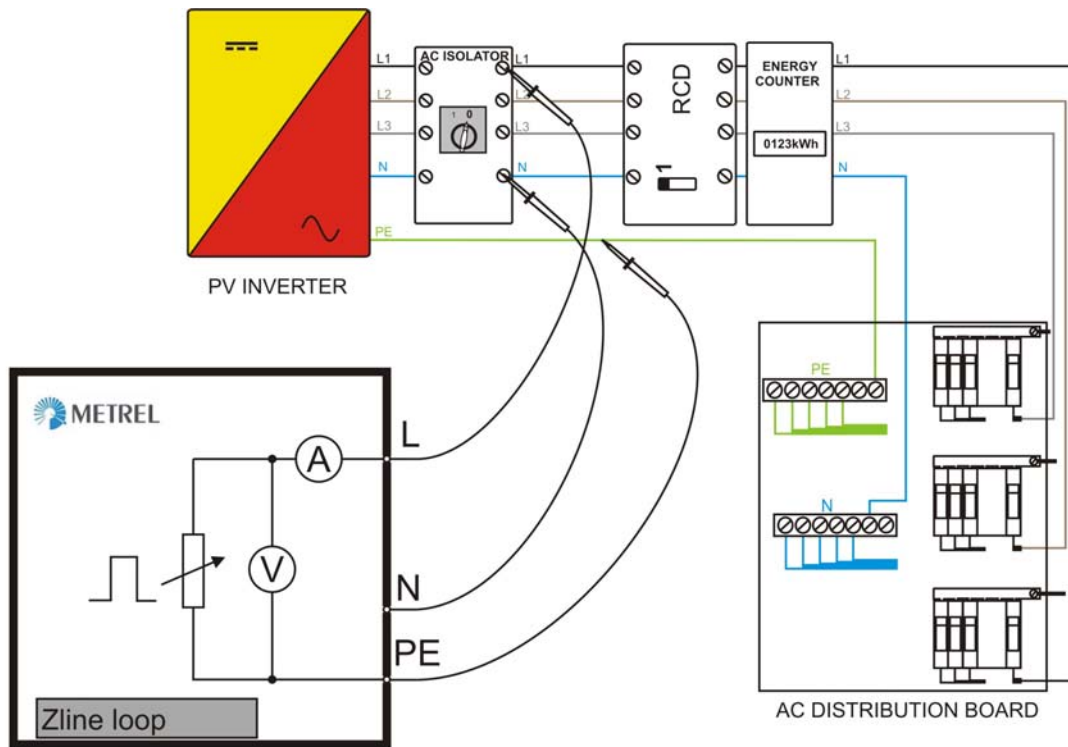 AC ISOLATOR
L1
L2
L3
N
PE
1 0
L1
L2
L3
N
RCD
1
ENERGY
COUNTER
0123kWh
L1
L2
L3
N
PV INVERTER
METREL
A
V
L
N
PE
Zline loop
PE
N
AC DISTRIBUTION BOARD